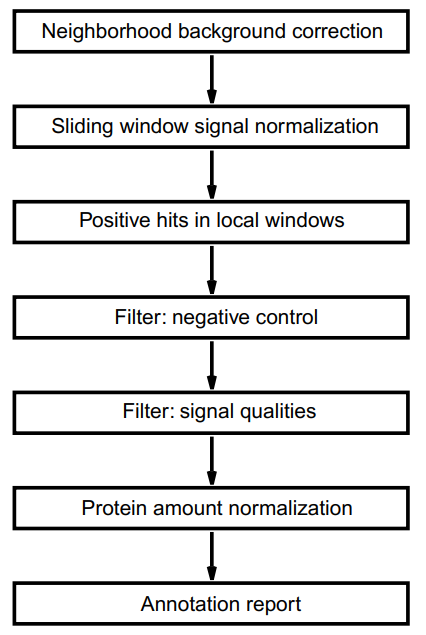 Neighborhood background correction
Sliding window signal normalization
Positive hits in local windows
Filter: negative control
Filter: signal qualities
Protein amount normalization
Annotation report